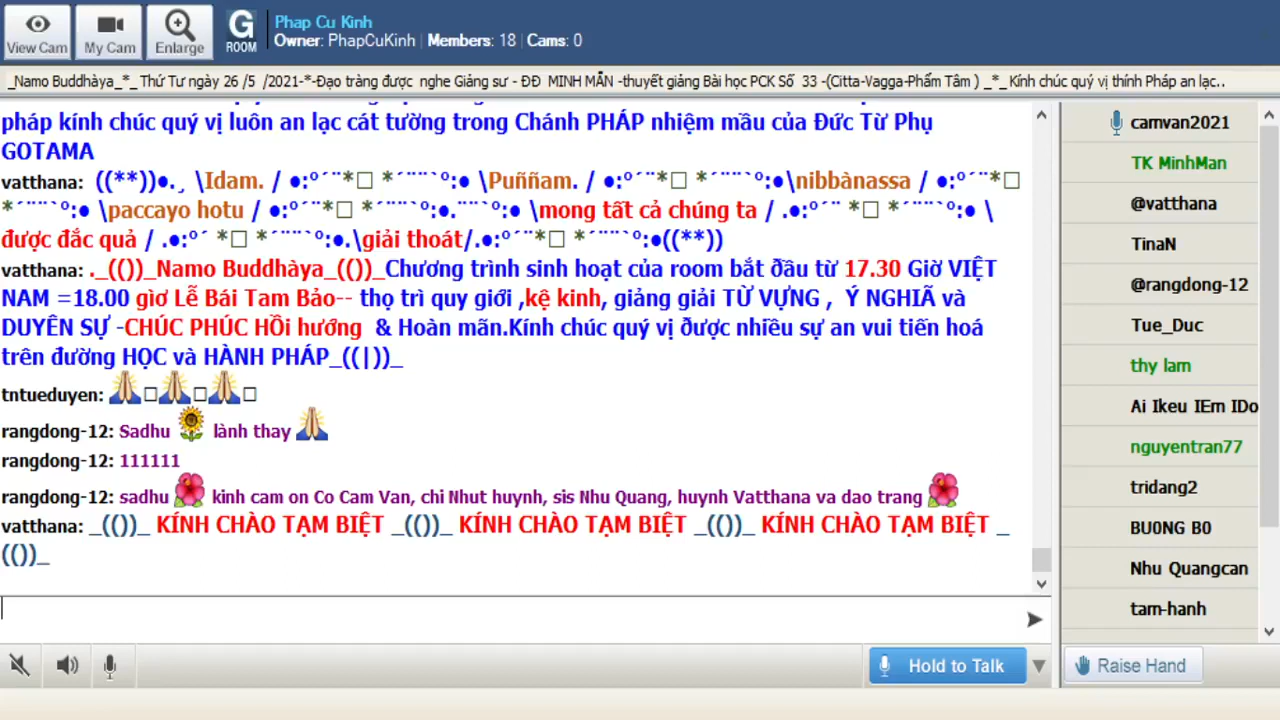 Phap Cu Kinh
Owner: PhapCuKinh | Members: 18 | Cams: 0
View Cam
My Cam
Enlarge
G ROOM
_Namo Buddhàya_*_ Thứ Tư ngày 26 /5 /2021-*-Đạo tràng được nghe Giảng sư - ĐĐ MINH MẪN -thuyết giảng Bài học PCK Số 33 -(Citta-Vagga-Phẩm Tâm ) _*_ Kính chúc quý vị thính Pháp an lạc..
pháp kính chúc quý vị luôn an lạc cát tường trong Chánh PHÁP nhiệm mầu của Đức Từ Phụ
GOTAMA
vatthana: ((**))●.¸ \Idam. / ●:º´¨*□ *´¨¨`º:● \Puññam. / ●:º´¨*□ *´¨¨`º:●\nibbànassa / ●:º´¨*□
*´¨¨`º:● \paccayo hotu / ●:º´¨*□ *´¨¨`º:●.¨¨`º:● \mong tất cả chúng ta / .●:º´¨ *□ *´¨¨`º:● \
được đắc quả / .●:º´ *□ *´¨¨`º:●.\giải thoát/.●:º´¨*□ *´¨¨`º:●((**))
vatthana: ._(())_Namo Buddhàya_(())_Chương trình sinh hoạt của room bắt ðầu từ 17.30 Giờ VIỆT
NAM =18.00 giơ Lễ Bái Tam Bảo-- thọ trì quy giới ,kệ kinh, giảng giải TỪ VỰNG , Ý NGHIÃ và
DUYÊN SỰ -CHÚC PHÚC HỒi hướng & Hoàn mãn.Kính chúc quý vị ðược nhiều sự an vui tiến hoá
trên đường HỌC và HÀNH PHÁP_((|))_
tntueduyen: 🙏□🙏□🙏□
rangdong-12: Sadhu 🌻 lành thay 🙏
rangdong-12: 111111
rangdong-12: sadhu 🌺 kinh cam on Co Cam Van, chi Nhut huynh, sis Nhu Quang, huynh Vatthana va dao trang 🌺
vatthana: _(())_ KÍNH CHÀO TẠM BIỆT _(())_ KÍNH CHÀO TẠM BIỆT _(())_ KÍNH CHÀO TẠM BIỆT _
(())_
camvan2021
TK MinhMan
@vatthana
TinaN
@rangdong-12
Tue_Duc
thy lam
Ai Ikeu IEm IDo
nguyentran77
tridang2
BU0NG B0
Nhu Quangcan
tam-hanh
Hold to Talk
Raise Hand